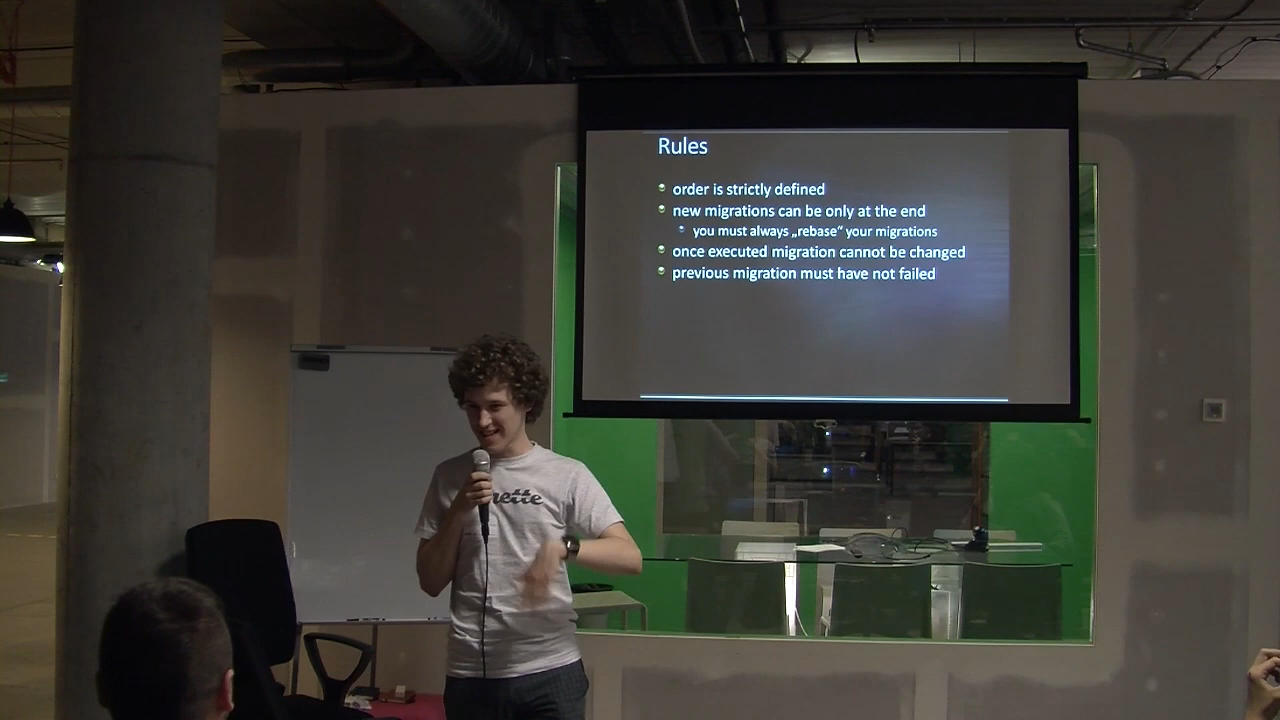 Rules
order is strictly defined
new migrations can be only at the end
you must always „rebase“ your migrations
once executed migration cannot be changed
previous migration must have not failed
nette